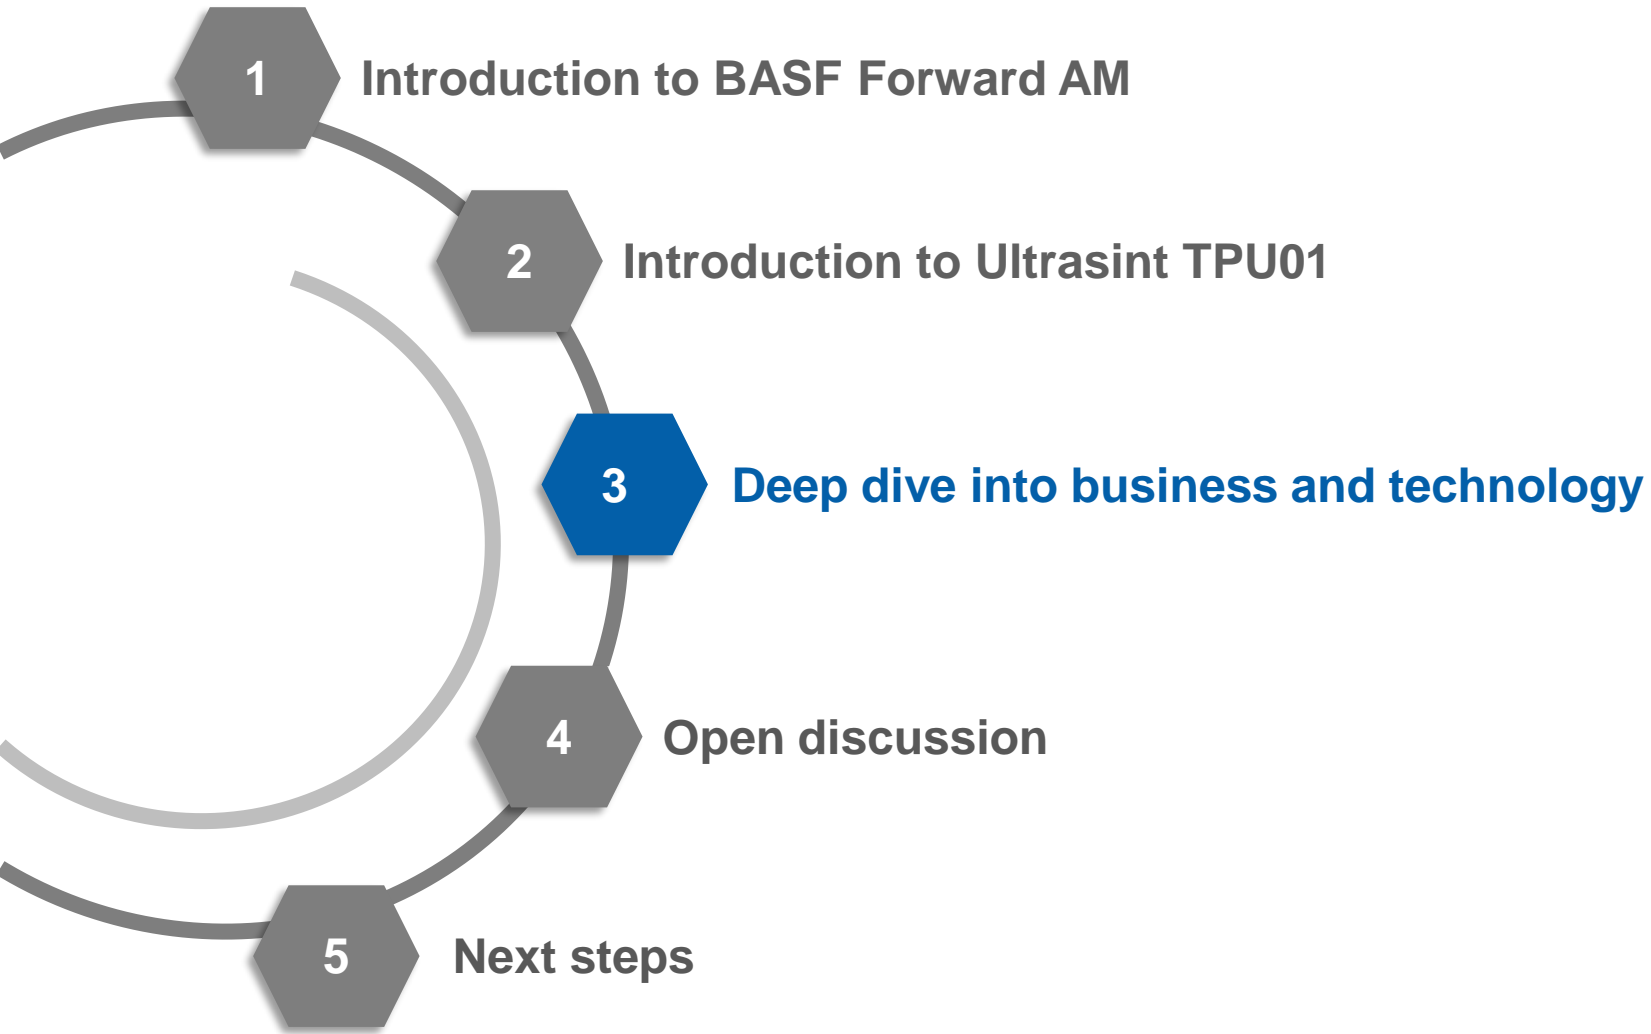 1 Introduction to BASF Forward AM
2 Introduction to Ultrasint TPU01
3 Deep dive into business and technology
4 Open discussion
5 Next steps